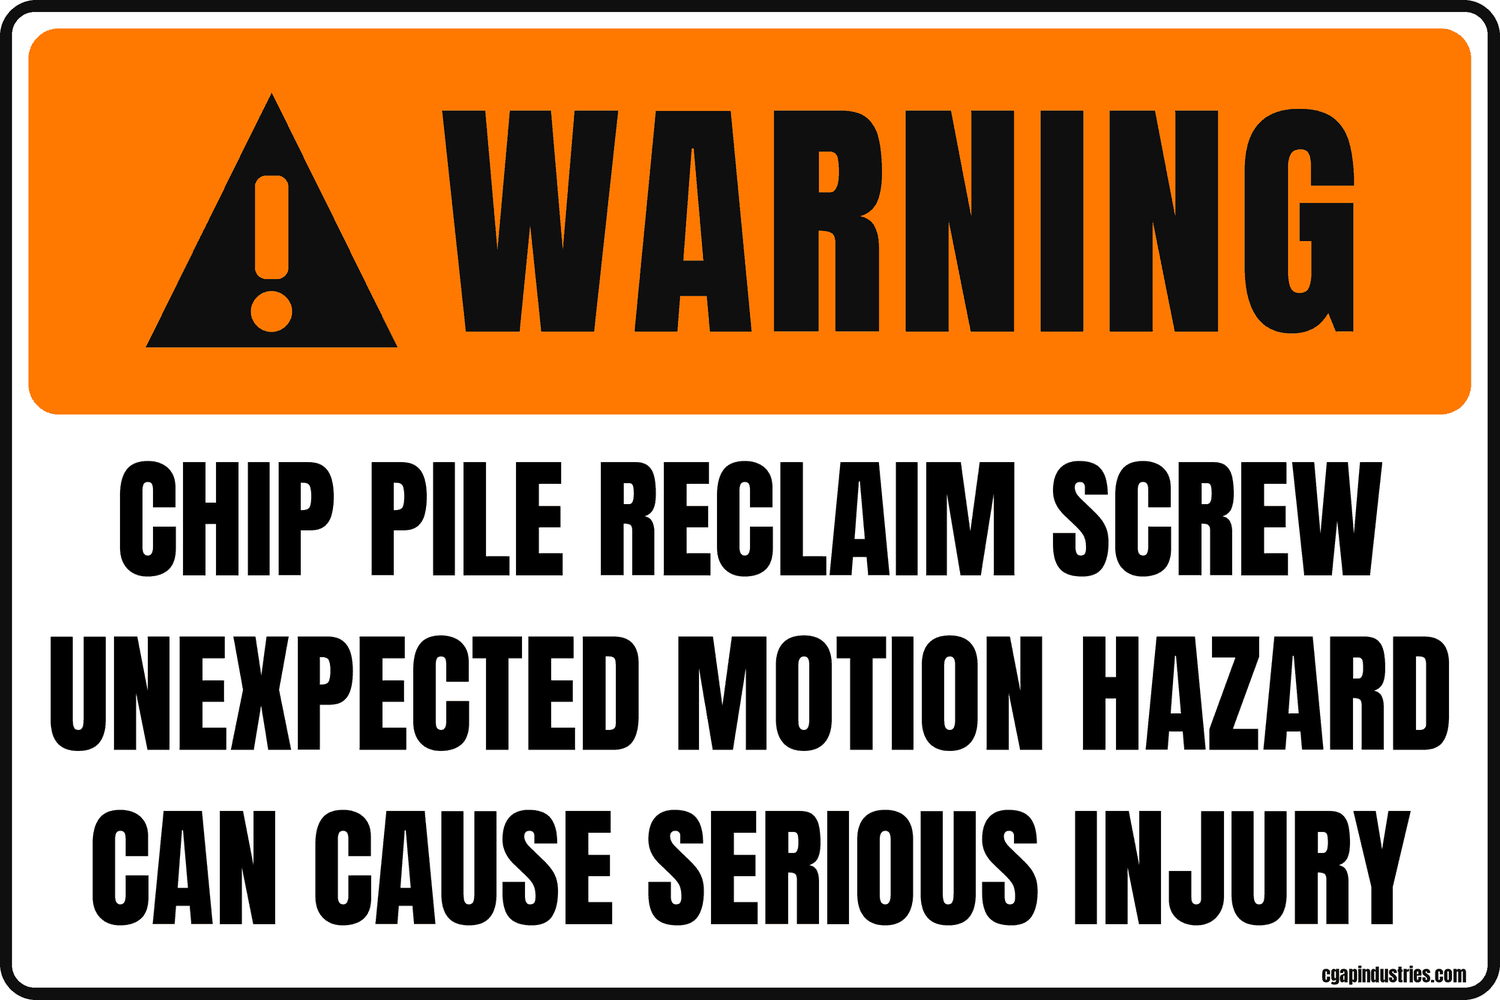 WARNING
CHIP PILE RECLAIM SCREW
UNEXPECTED MOTION HAZARD
CAN CAUSE SERIOUS INJURY
cgapindustries.com